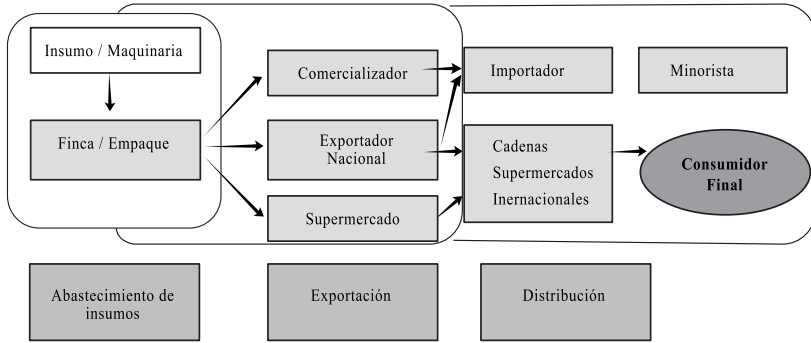 Insumo / Maquinaria
Finca / Empaque
Comercializador
Exportador
Nacional
Supermercado
Importador
Cadenas
Supermercados
Inernacionales
Minorista
Consumidor
Final
Abastecimiento de
insumos
Exportación
Distribución